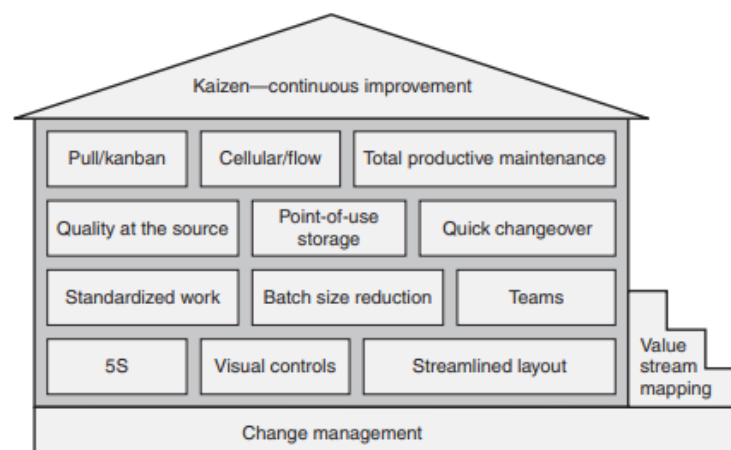 Kaizen—continuous improvement
Pull/kanban
Cellular/flow
Total productive maintenance
Quality at the source
Point-of-use
storage
Quick changeover
Standardized work
Batch size reduction
Teams
5S
Visual controls
Streamlined layout
Value
stream
mapping
Change management